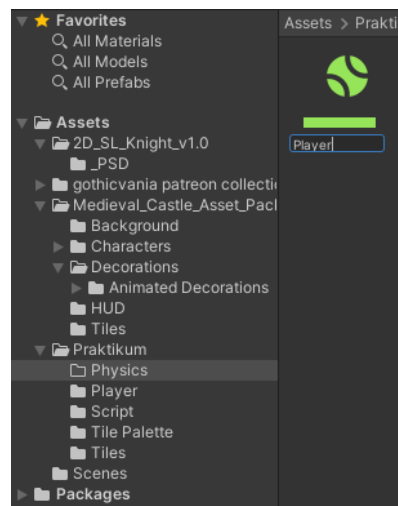 Favorites
All Materials
All Models
All Prefabs
Assets
2D_SL_Knight_v1.0
_PSD
gothicvania patreon collecti
Medieval_Castle_Asset_Pacl
Background
Characters
Decorations
Animated Decorations
HUD
Tiles
Praktikum
Physics
Player
Script
Tile Palette
Tiles
Scenes
Packages
Assets > Prakti
Player